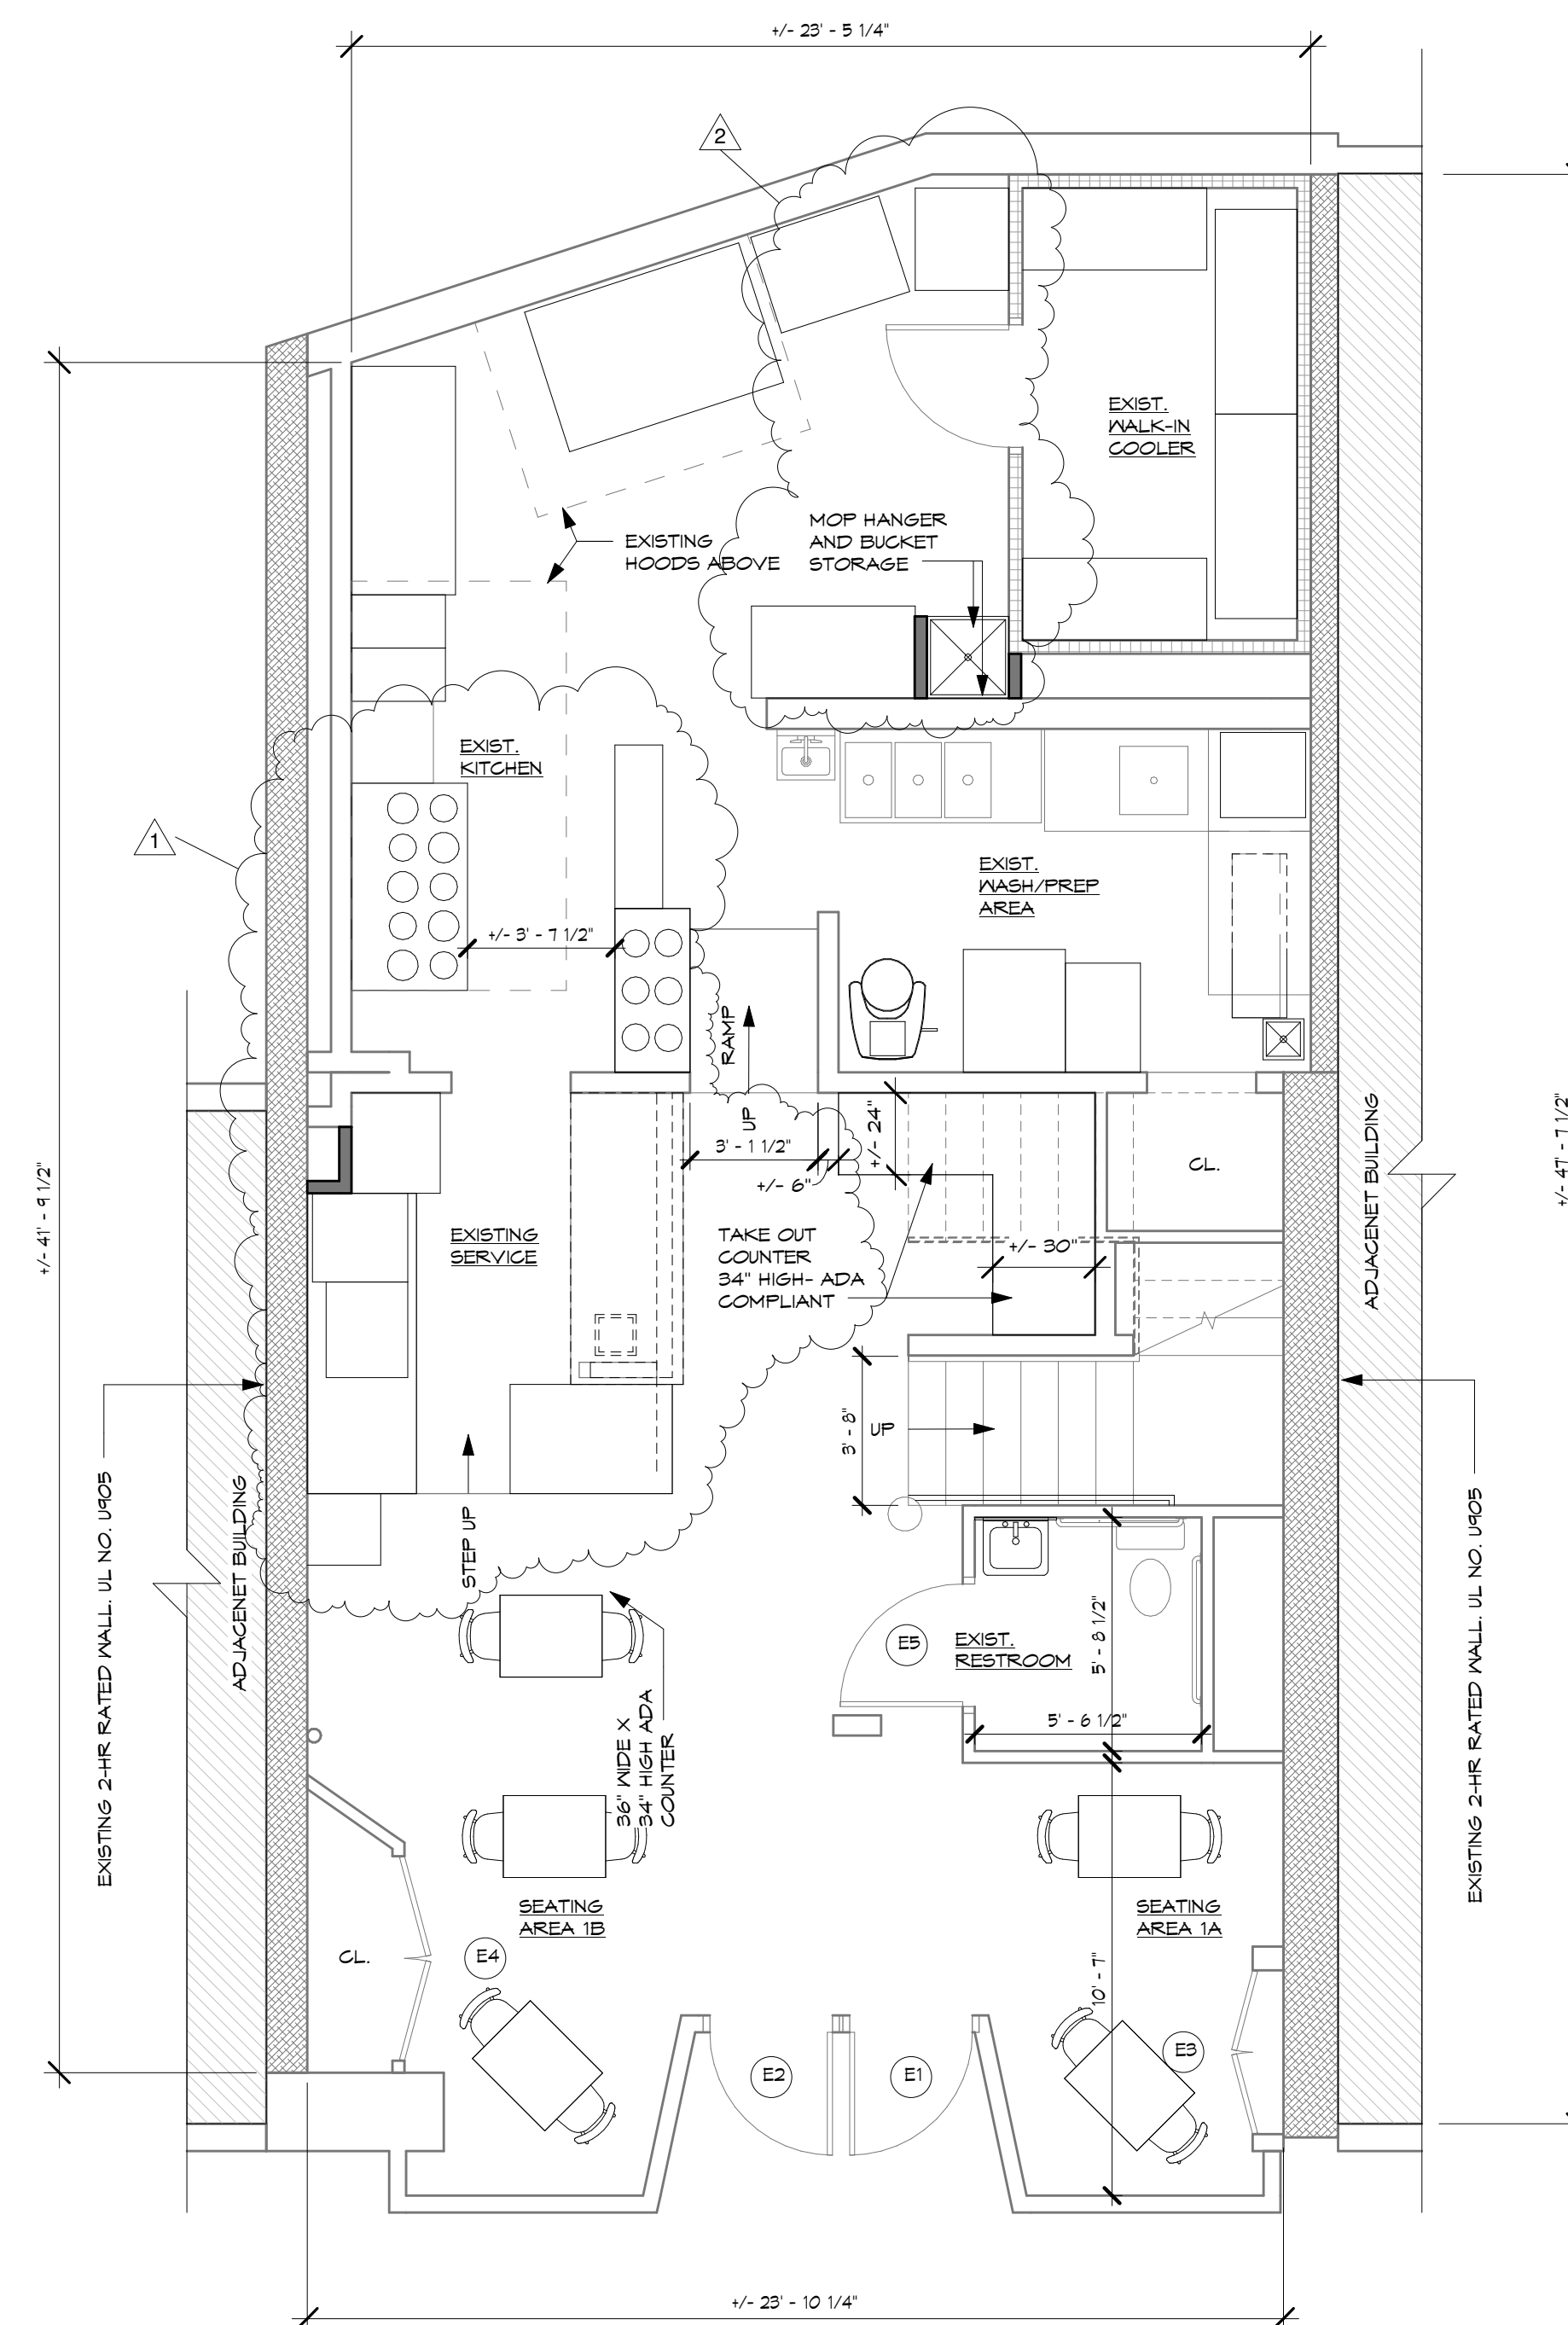 +/- 23' - 5 1/4"
2
EXIST.
WALK-IN
COOLER
EXISTING
HOODS ABOVE
MOP HANGER
AND BUCKET
STORAGE
EXIST.
KITCHEN
1
EXIST.
WASH/PREP
AREA
+/- 3' - 7 1/2"
RAMP
UP
3' - 1 1/2"
+/- 6"
+/- 24"
CL.
ADJACENET BUILDING
+/- 47' - 7 1/2"
+/- 41' - 9 1/2"
EXISTING
SERVICE
TAKE OUT
COUNTER
34" HIGH- ADA
COMPLIANT
+/- 30"
3' - 8"
UP
EXISTING 2-HR RATED WALL. UL NO. U905
ADJACENET BUILDING
STEP UP
EXISTING 2-HR RATED WALL. UL NO. U905
E5
EXIST.
RESTROOM
5' - 8 1/2"
5' - 6 1/2"
36" WIDE X
34" HIGH ADA
COUNTER
SEATING
AREA 1B
SEATING
AREA 1A
CL.
E4
10' - 7"
E3
E2
E1
+/- 23' - 10 1/4"